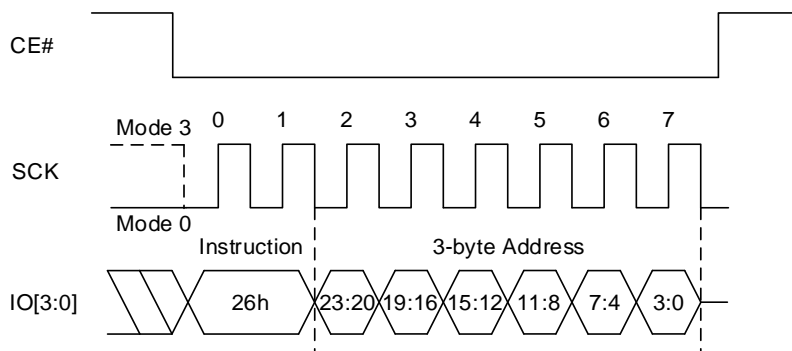 CE#
Mode 3 0 1 2 3 4 5 6 7
SCK
Mode 0
Instruction 3-byte Address
IO[3:0] 26h 23:20 19:16 15:12 11:8 7:4 3:0